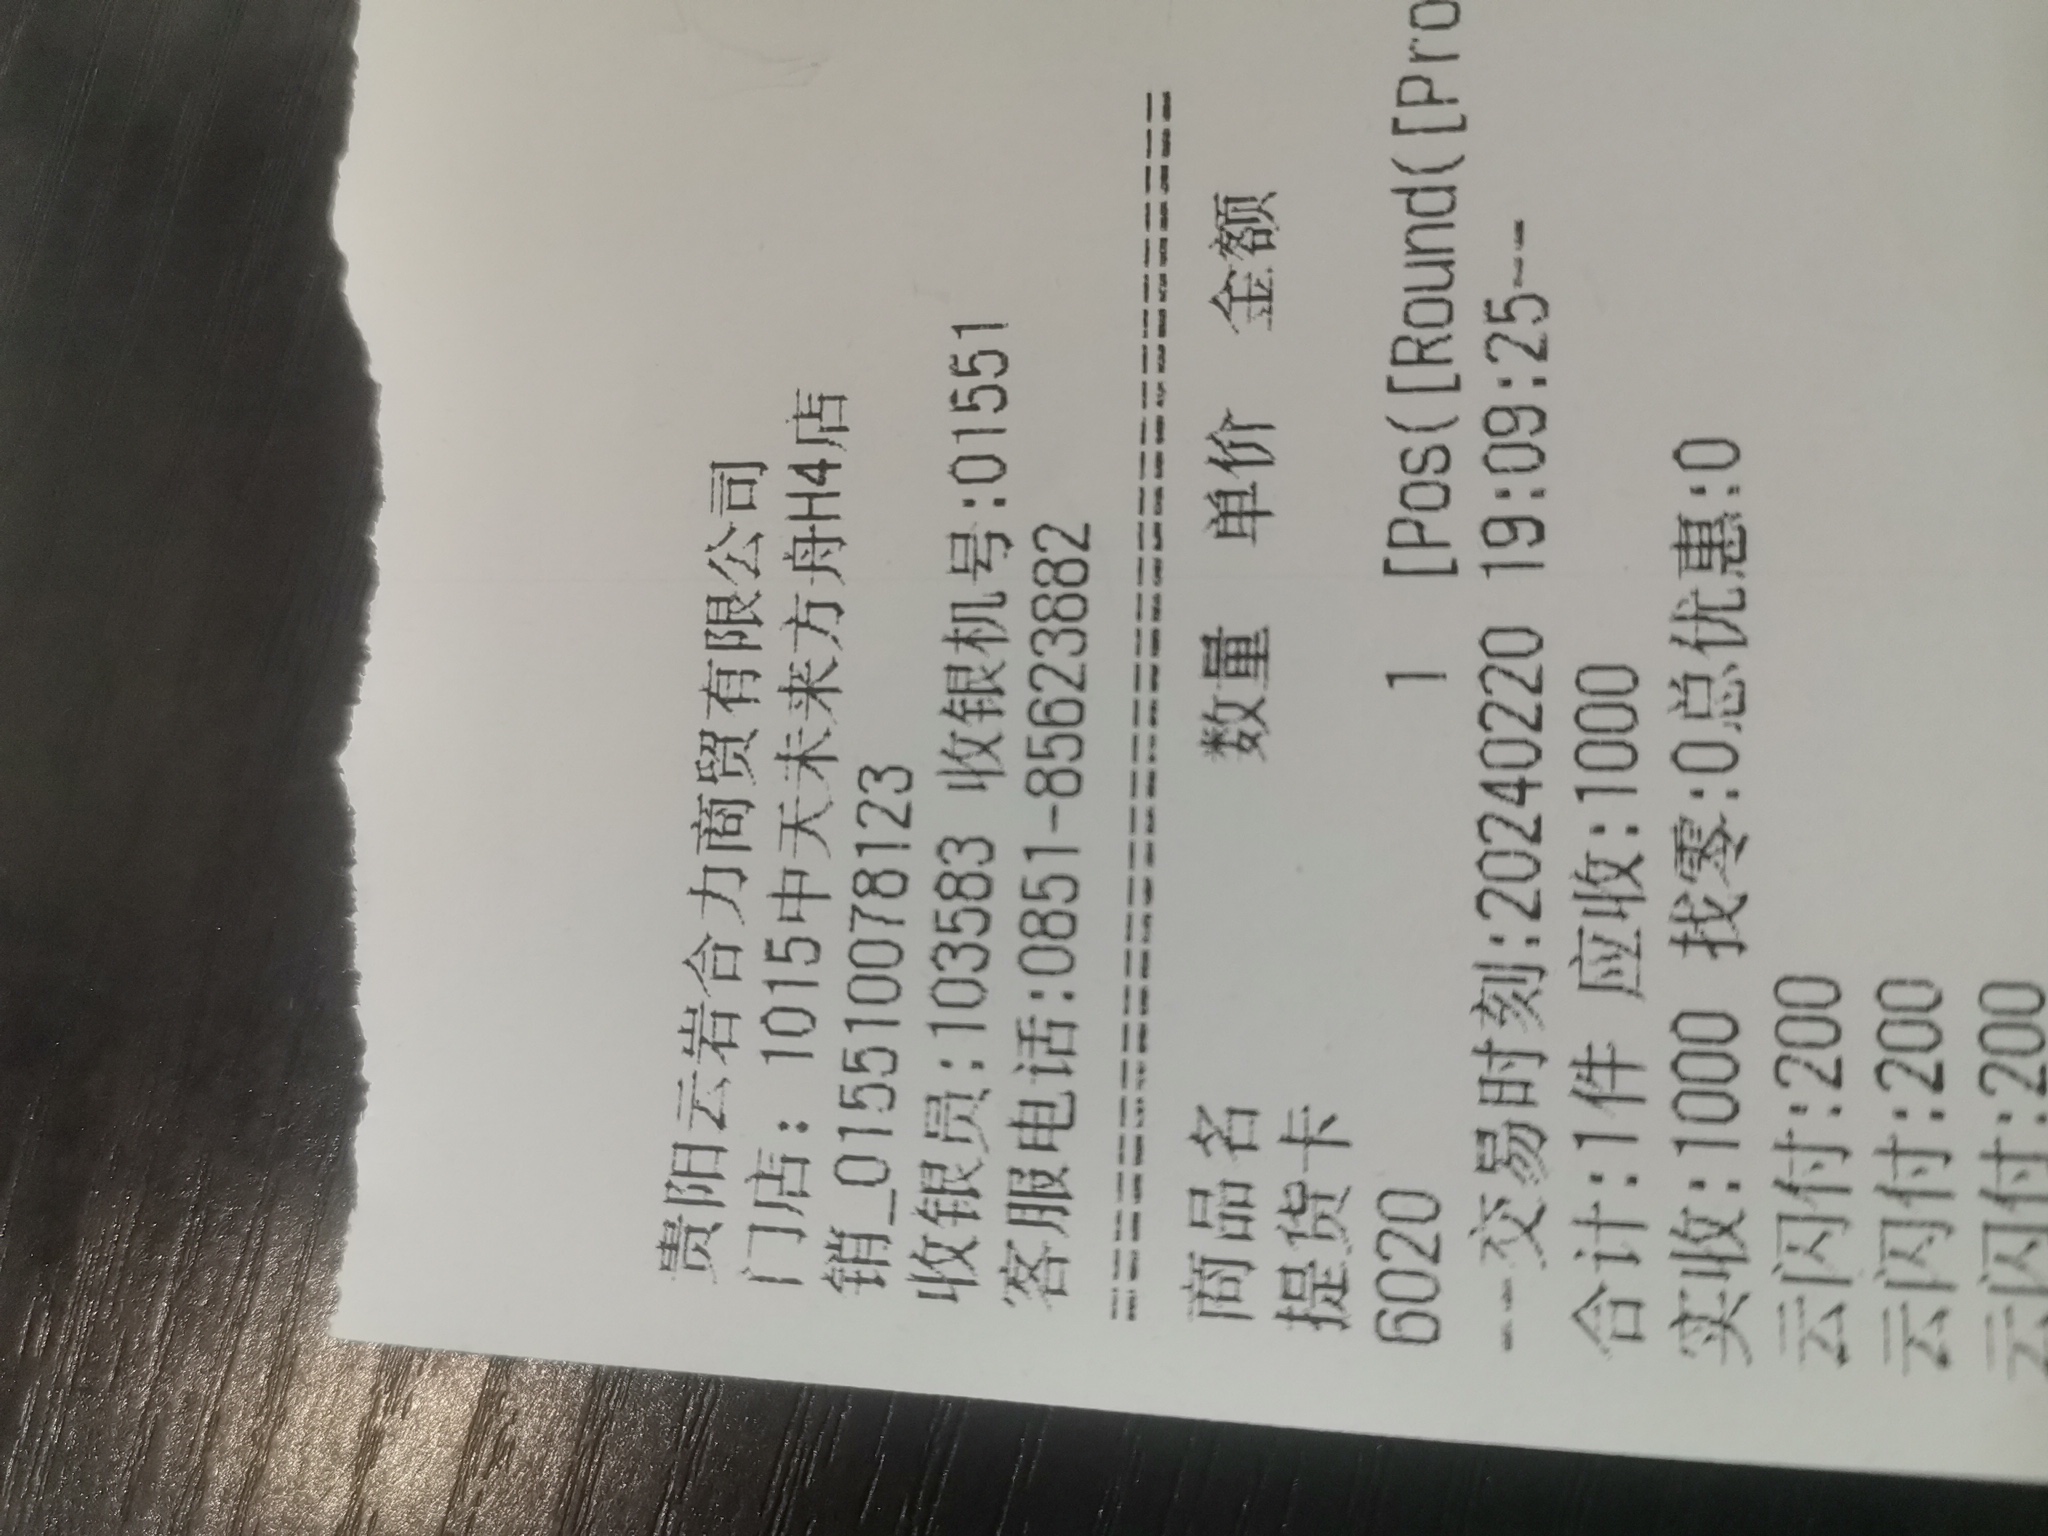 贵阳云岩合力商贸有限公司
门店：1015中天未来方舟H4店
销_015510078123
收银员:103583 收银机号:01551
客服电话:0851-85623882
========================================
商品名 数量 单价 金额
提货卡
6020 1 [Pos([Round([Pro
--交易时刻:20240220 19:09:25--
合计:1件 应收:1000
实收:1000 找零:0总优惠:0
云闪付:200
云闪付:200
云闪付:200